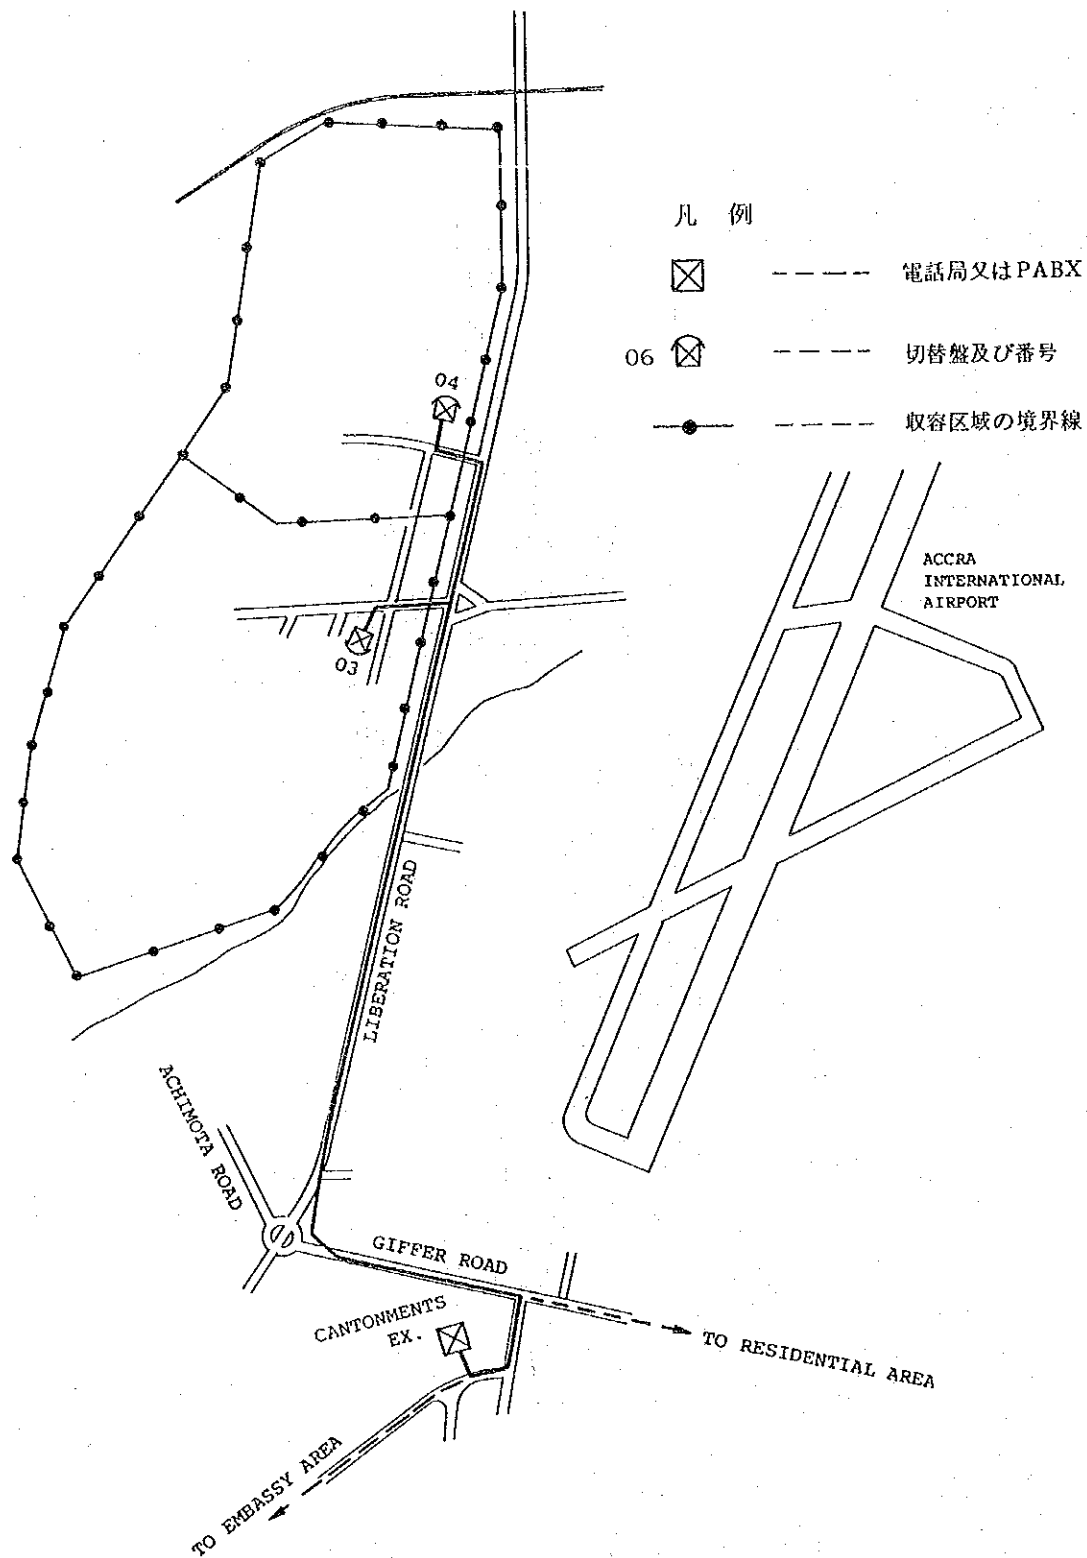 凡 例
電話局又はPABX
06
切替盤及び番号
収容区域の境界線
04
ACCRA
INTERNATIONAL
AIRPORT
03
LIBERATION ROAD
ACHIMOTA ROAD
GIFFER ROAD
CANTONMENTS
EX.
TO RESIDENTIAL AREA
TO EMBASSY AREA